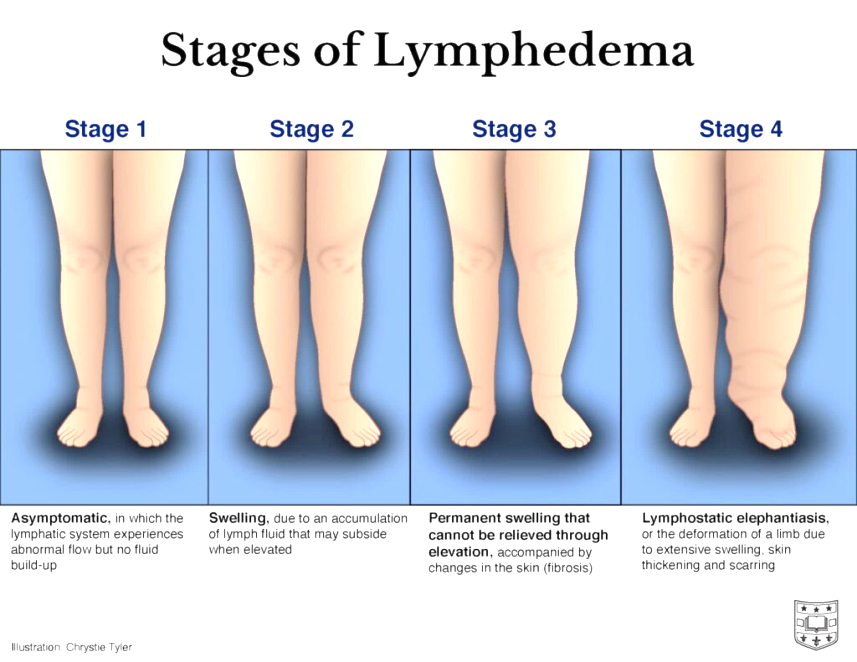 Stages of Lymphedema
Stage 1
Stage 2
Stage 3
Stage 4
Asymptomatic, in which the
lymphatic system experiences
abnormal flow but no fluid
build-up
Swelling, due to an accumulation
of lymph fluid that may subside
when elevated
Permanent swelling that
cannot be relieved through
elevation, accompanied by
changes in the skin (fibrosis)
Lymphostatic elephantiasis,
or the deformation of a limb due
to extensive swelling, skin
thickening and scarring
Illustration: Chrystie Tyler